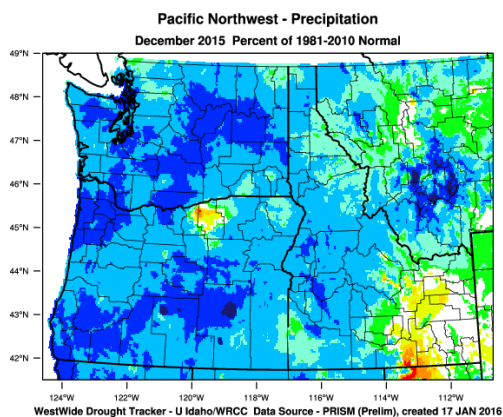 Pacific Northwest - Precipitation
December 2015 Percent of 1981-2010 Normal
49°N
48°N
47°N
46°N
45°N
44°N
43°N
42°N
124°W 122°W 120°W 118°W 116°W 114°W 112°W
WestWide Drought Tracker - U Idaho/WRCC Data Source - PRISM (Prelim), created 17 JAN 2016